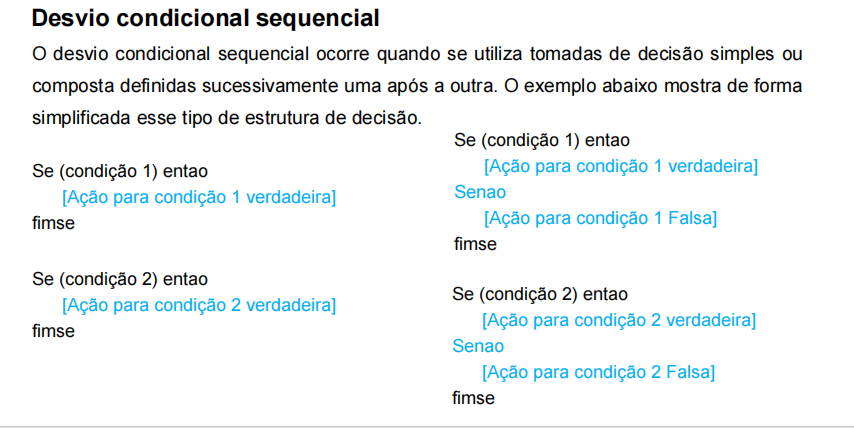 Desvio condicional sequencial
O desvio condicional sequencial ocorre quando se utiliza tomadas de decisão simples ou
composta definidas sucessivamente uma após a outra. O exemplo abaixo mostra de forma
simplificada esse tipo de estrutura de decisão.
Se (condição 1) entao
[Ação para condição 1 verdadeira]
fimse
Se (condição 2) entao
[Ação para condição 2 verdadeira]
fimse
Se (condição 1) entao
[Ação para condição 1 verdadeira]
Senao
[Ação para condição 1 Falsa]
fimse
Se (condição 2) entao
[Ação para condição 2 verdadeira]
Senao
[Ação para condição 2 Falsa]
fimse